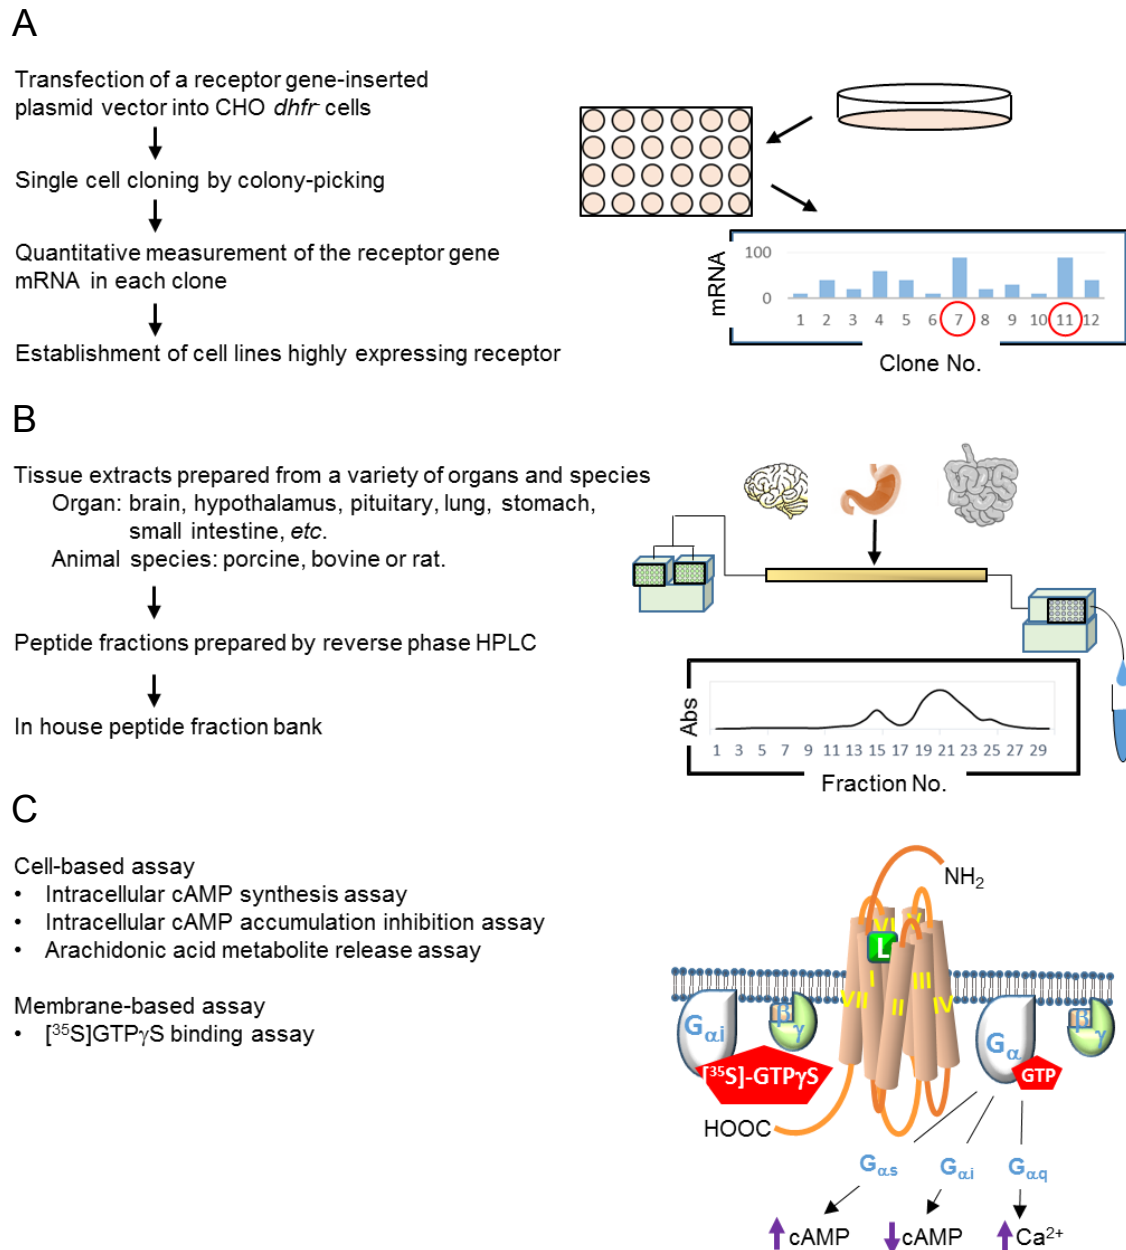 A
Transfection of a receptor gene-inserted
plasmid vector into CHO dhfr- cells
Single cell cloning by colony-picking
Quantitative measurement of the receptor gene
mRNA in each clone
Establishment of cell lines highly expressing receptor
mRNA
100
0
1 2 3 4 5 6 7 8 9 10 11 12
Clone No.
B
Tissue extracts prepared from a variety of organs and species
Organ: brain, hypothalamus, pituitary, lung, stomach,
small intestine, etc.
Animal species: porcine, bovine or rat.
Peptide fractions prepared by reverse phase HPLC
In house peptide fraction bank
Abs
1 3 5 7 9 11 13 15 17 19 21 23 25 27 29
Fraction No.
C
Cell-based assay
• Intracellular cAMP synthesis assay
• Intracellular cAMP accumulation inhibition assay
• Arachidonic acid metabolite release assay
Membrane-based assay
• [³⁵S]GTPγS binding assay
NH₂
VI V
L
I III
VII II IV
Gαi β γ
[³⁵S]-GTPγS
Gα β γ
GTP
HOOC
Gα.s Gα.i Gα.q
cAMP cAMP Ca²⁺